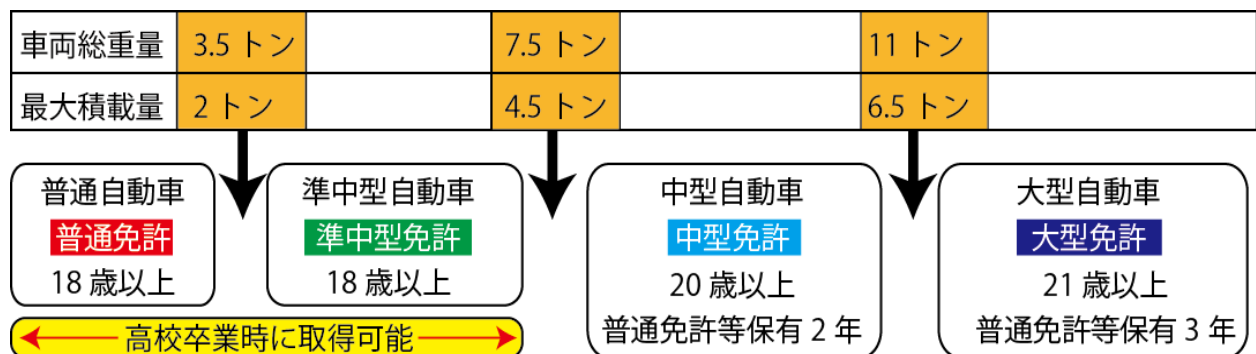 車両総重量 3.5 トン 7.5 トン 11 トン
最大積載量 2 トン 4.5 トン 6.5 トン
普通自動車
普通免許
18 歳以上
準中型自動車
準中型免許
18 歳以上
高校卒業時に取得可能
中型自動車
中型免許
20 歳以上
普通免許等保有 2 年
大型自動車
大型免許
21 歳以上
普通免許等保有 3 年